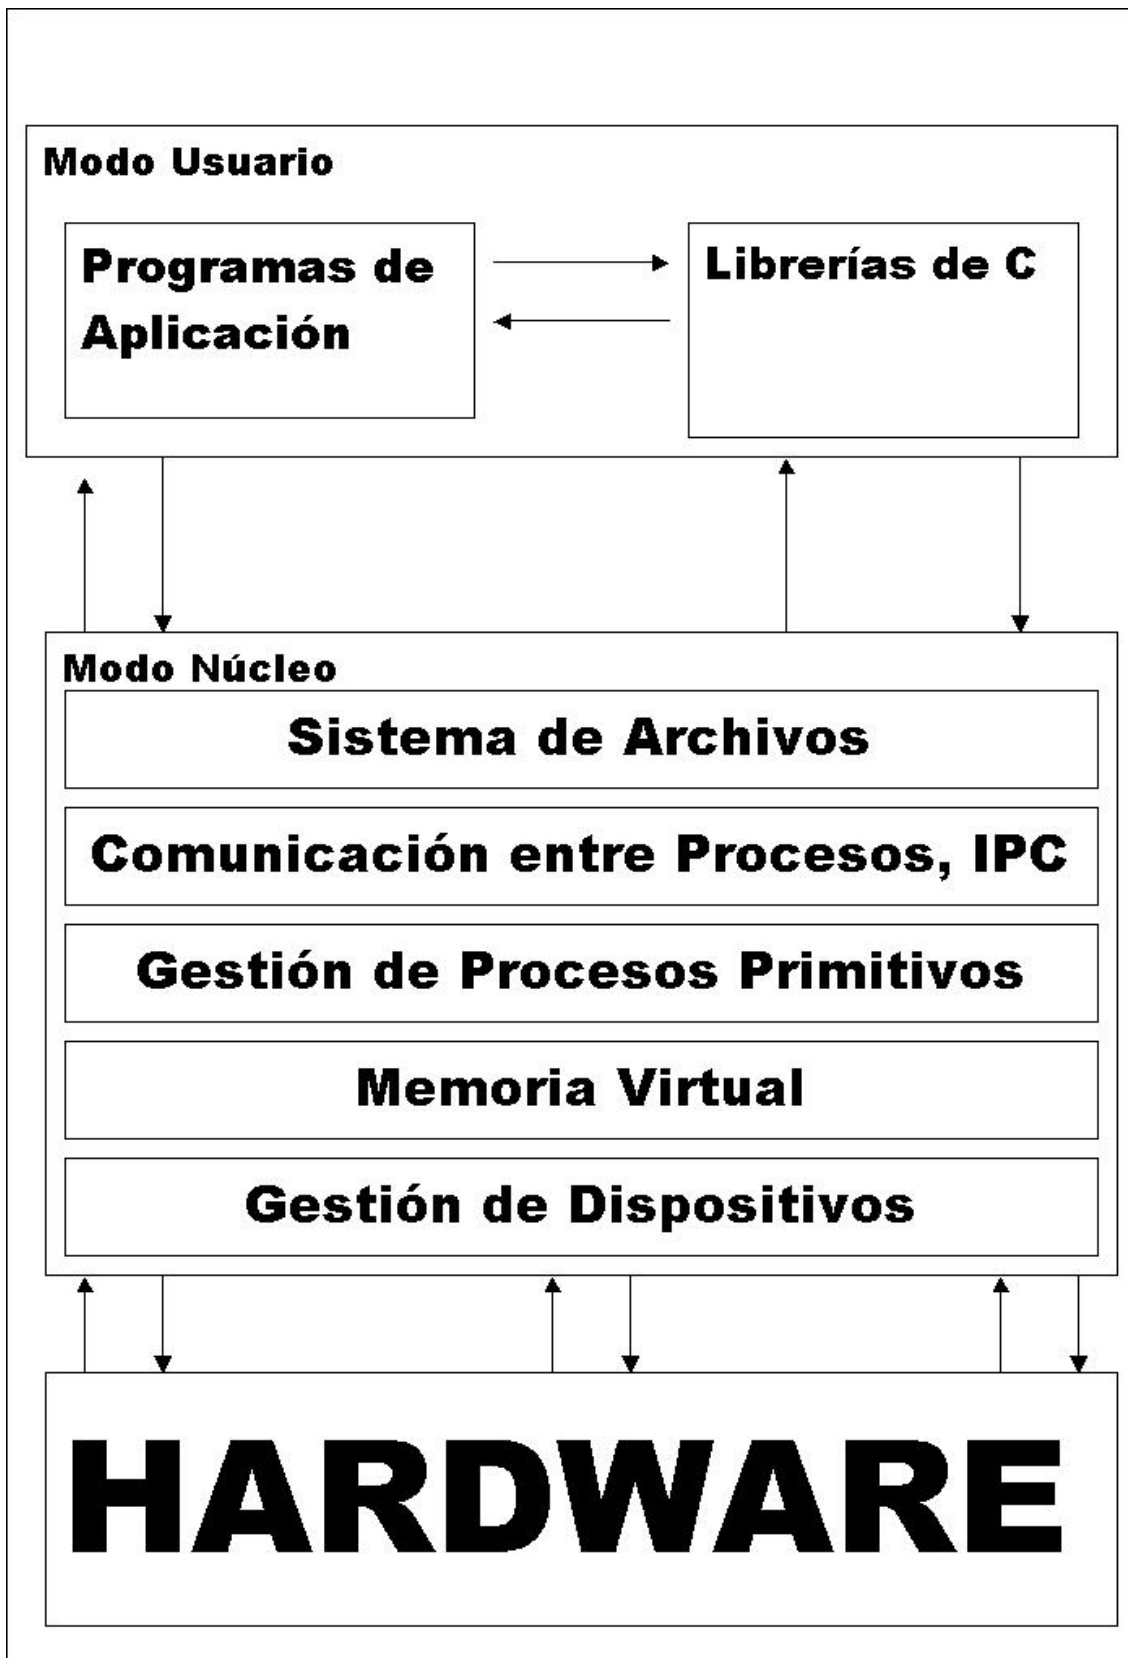 Modo Usuario
Programas de
Aplicación
Librerías de C
Modo Núcleo
Sistema de Archivos
Comunicación entre Procesos, IPC
Gestión de Procesos Primitivos
Memoria Virtual
Gestión de Dispositivos
HARDWARE